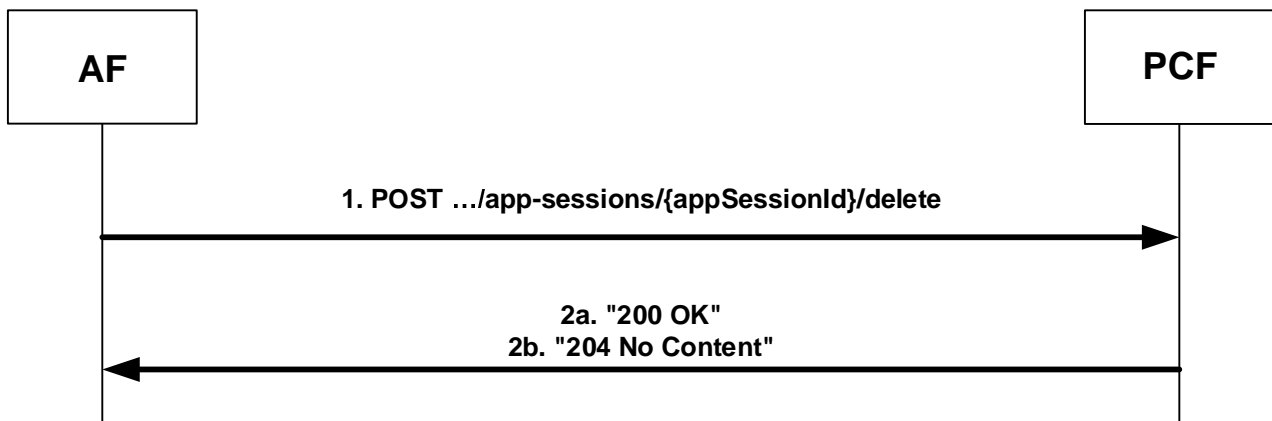 AF
PCF
1. POST …/app-sessions/{appSessionId}/delete
2a. "200 OK"
2b. "204 No Content"